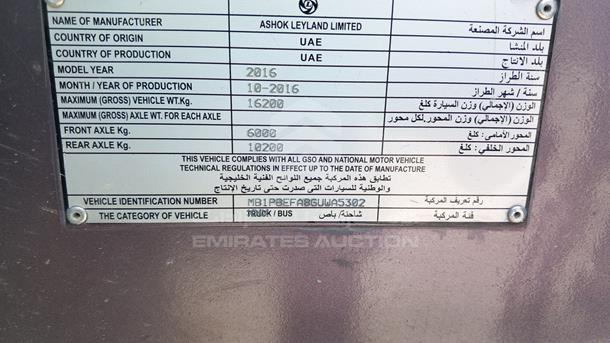 NAME OF MANUFACTURER ASHOK LEYLAND LIMITED اسم الشركة المصنعة
COUNTRY OF ORIGIN UAE بلد المنشا
COUNTRY OF PRODUCTION UAE بلد الانتاج
MODEL YEAR 2016 سنة الطراز
MONTH / YEAR OF PRODUCTION 10-2016 سنة / شهر الطراز
MAXIMUM (GROSS) VEHICLE WT.Kg. 16200 الوزن (الإجمالي) وزن السيارة كلغ
MAXIMUM (GROSS) AXLE WT. FOR EACH AXLE الوزن (الإجمالي) وزن المحور.لكل محور
FRONT AXLE Kg. 6000 المحور الأمامي: كلغ
REAR AXLE Kg. 10200 المحور الخلفي: كلغ
THIS VEHICLE COMPLIES WITH ALL GSO AND NATIONAL MOTOR VEHICLE
TECHNICAL REGULATIONS IN EFFECT UP TO THE DATE OF MANUFACTURE
تطابق هذه المركبة جميع اللوائح الفنية الخليجية
والوطنية للسيارات التى صدرت حتى تاريخ الإنتاج
VEHICLE IDENTIFICATION NUMBER MB1PBEFA8GUWA5302 رقم تعريف المركبة
THE CATEGORY OF VEHICLE TRUCK / BUS شاحنة/ باص فئة المركبة
EMIRATES AUCTION